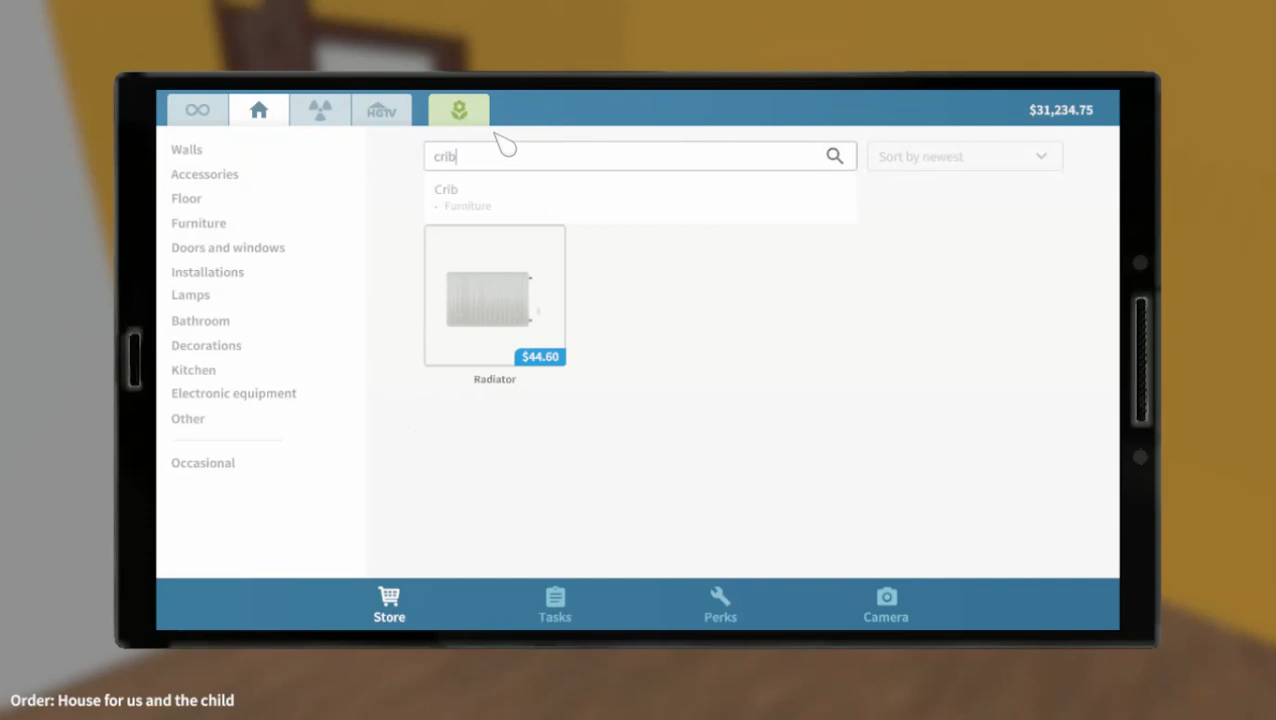 HGTV
$31,234.75
crib
Sort by newest
Crib
• Furniture
Walls
Accessories
Floor
Furniture
Doors and windows
Installations
Lamps
Bathroom
Decorations
Kitchen
Electronic equipment
Other
Occasional
$44.60
Radiator
Store
Tasks
Perks
Camera
Order: House for us and the child